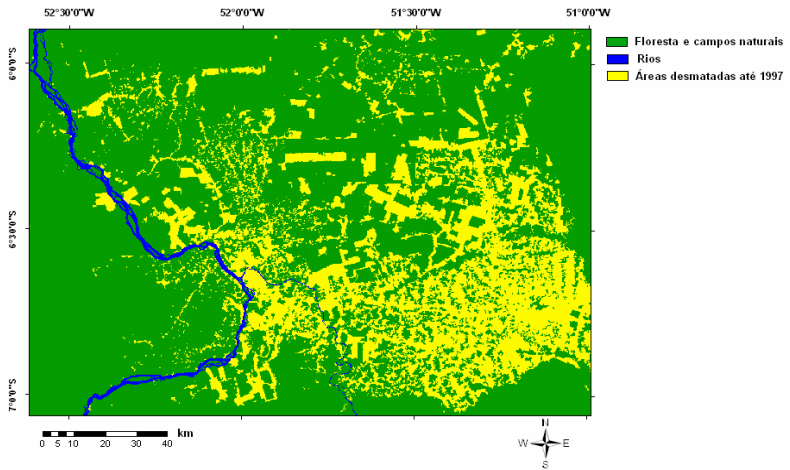 52°30'0"W 52°0'0"W 51°30'0"W 51°0'0"W
6°0'0"S
6°30'0"S
7°0'0"S
Floresta e campos naturais
Rios
Áreas desmatadas até 1997
km
0 5 10 20 30 40
N
W E
S